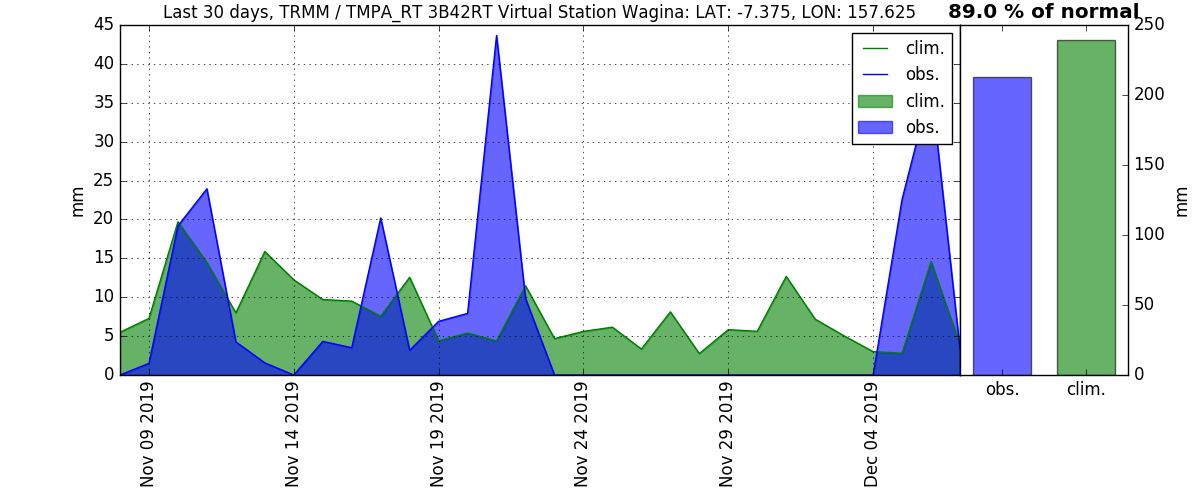 Last 30 days, TRMM / TMPA_RT 3B42RT Virtual Station Wagina: LAT: -7.375, LON: 157.625
89.0 % of normal
45
40
35
30
25
20
15
10
5
0
mm
clim.
obs.
clim.
obs.
Nov 09 2019
Nov 14 2019
Nov 19 2019
Nov 24 2019
Nov 29 2019
Dec 04 2019
250
200
150
100
50
0
mm
obs.
clim.